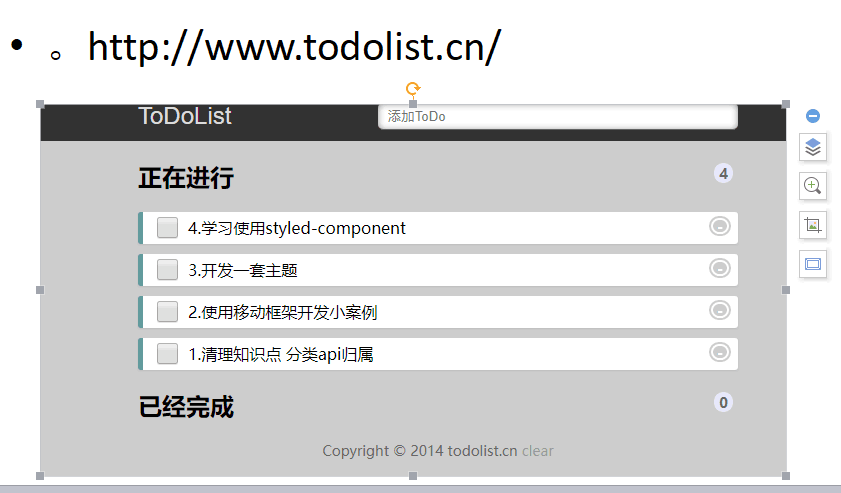 • 。http://www.todolist.cn/
ToDoList 添加ToDo
正在进行 4
4.学习使用styled-component
3.开发一套主题
2.使用移动框架开发小案例
1.清理知识点 分类api归属
已经完成 0
Copyright © 2014 todolist.cn clear